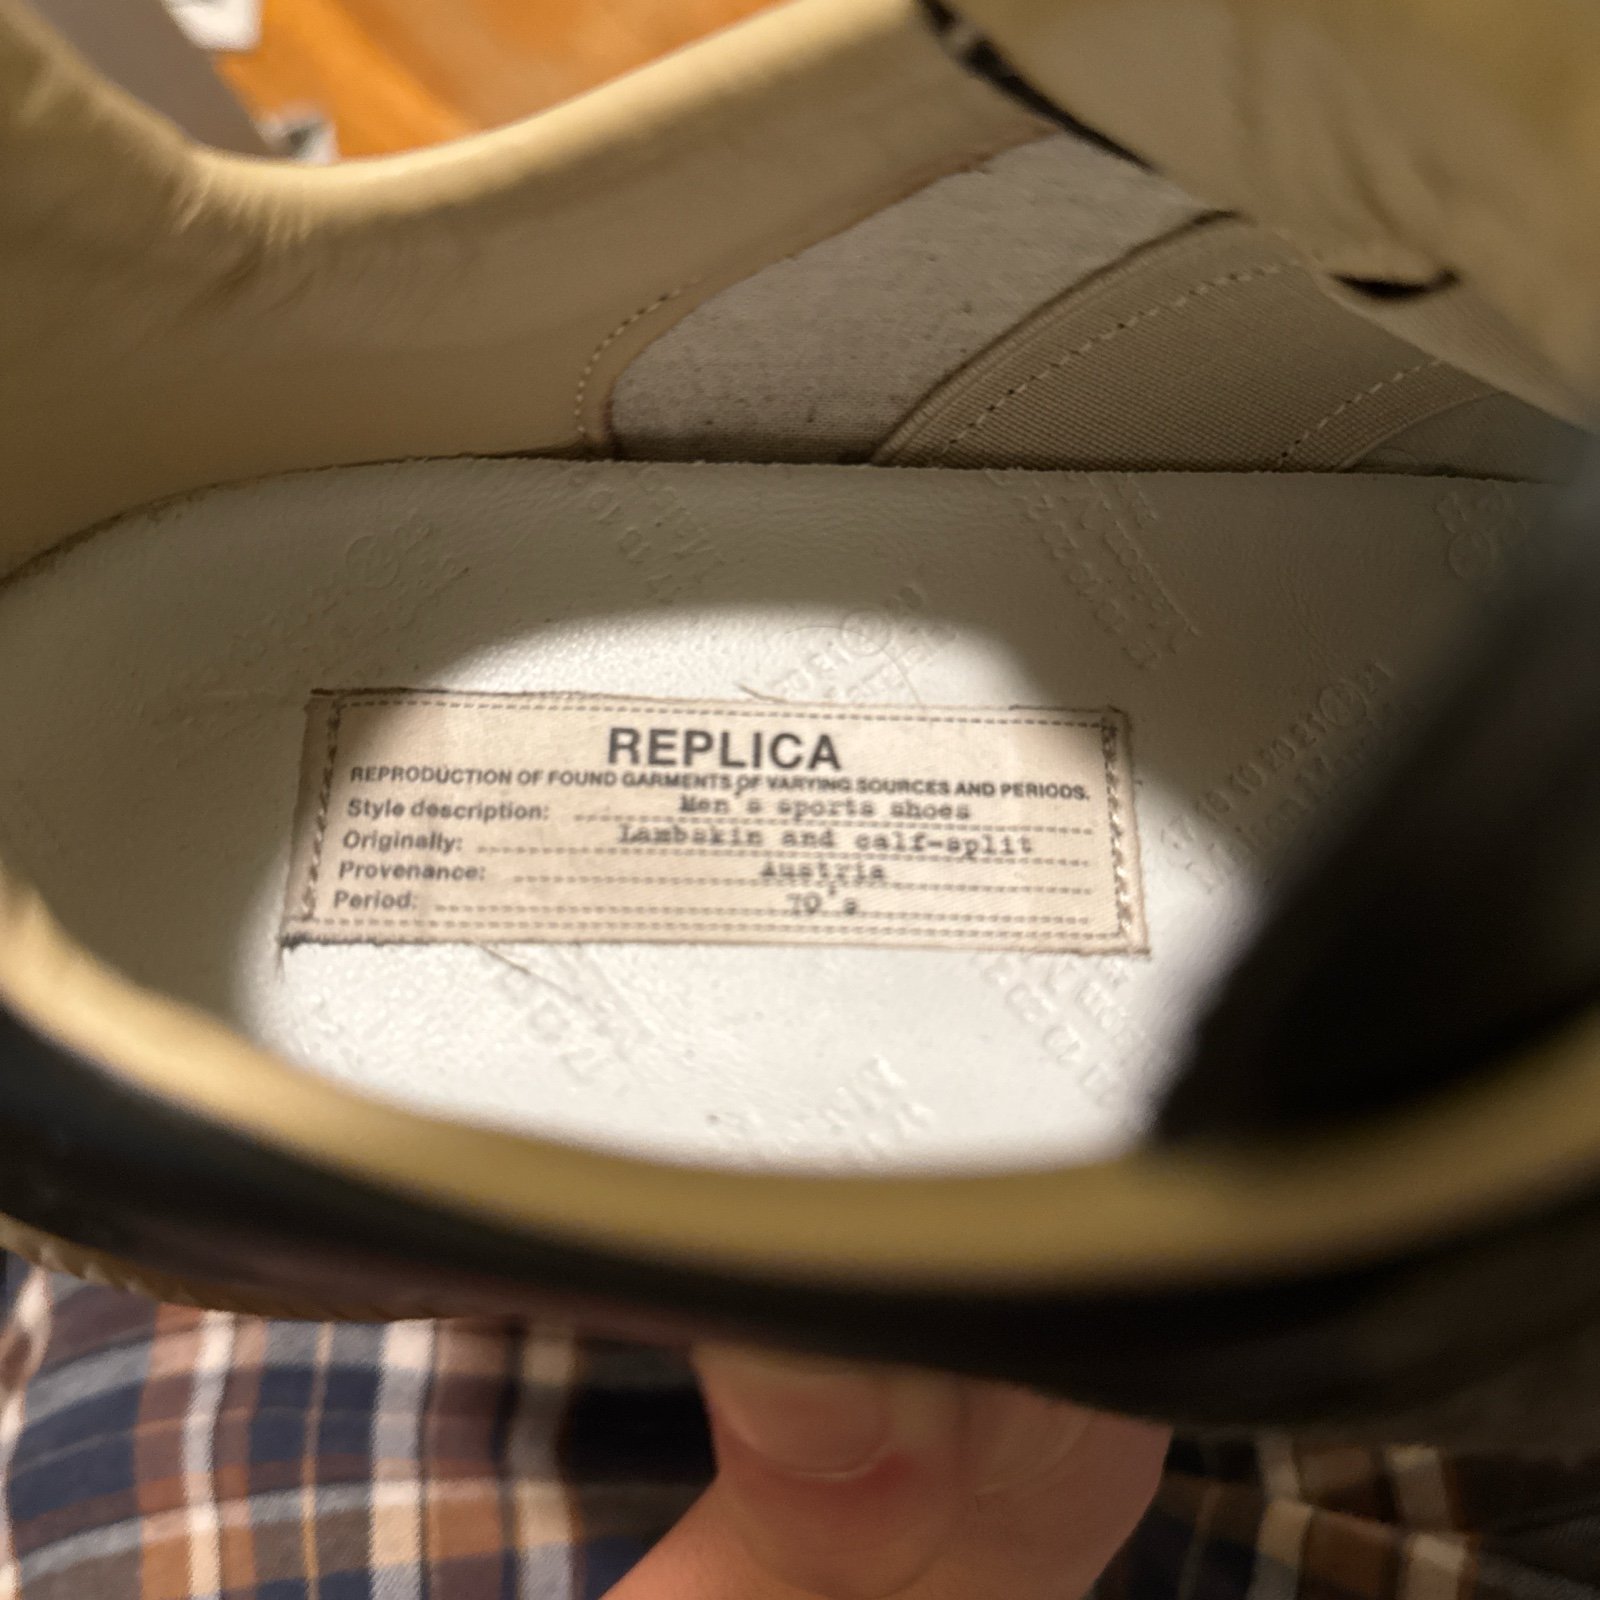 REPLICA
REPRODUCTION OF FOUND GARMENTS OF VARYING SOURCES AND PERIODS.
Style description: Men's sports shoes
Originally: Lambskin and calf-split
Provenance: Austria
Period: 70's